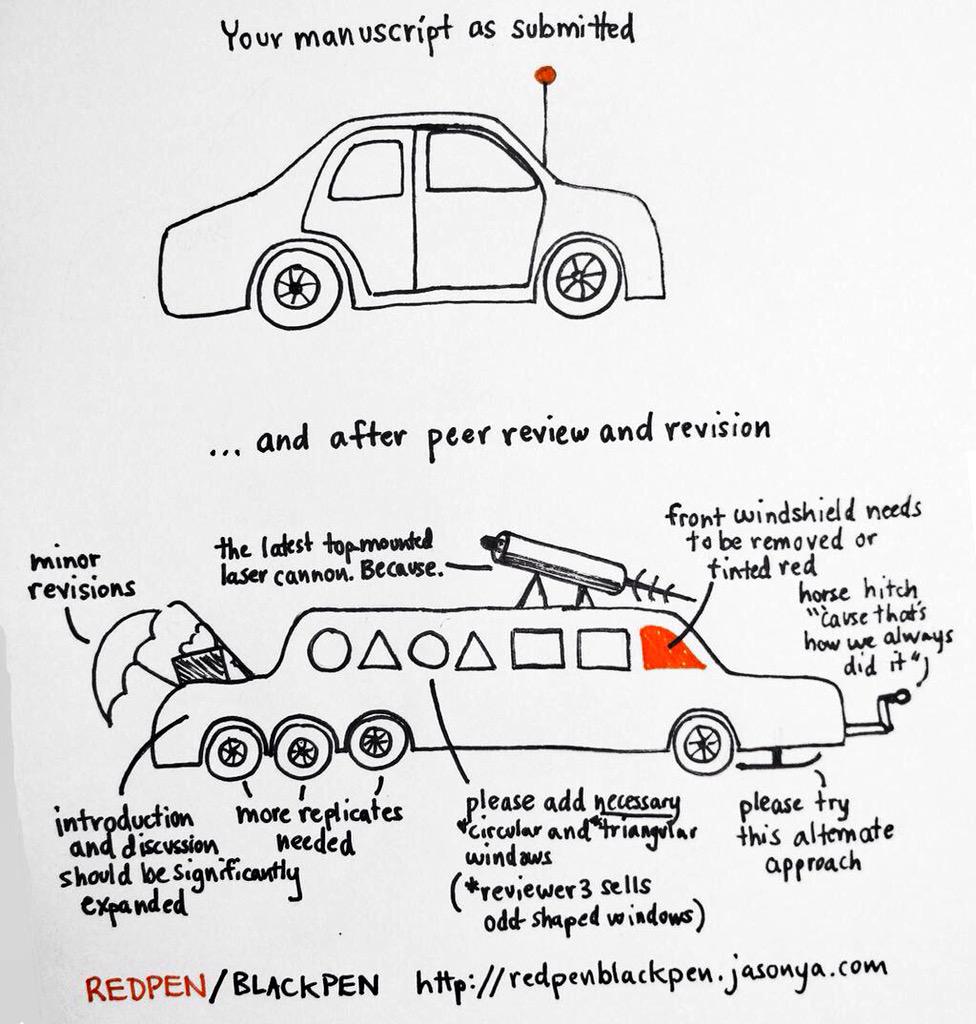 Your manuscript as submitted
... and after peer review and revision
minor
revisions
the latest top-mounted
laser cannon. Because.
front windshield needs
to be removed or
tinted red
horse hitch
"'cause that's
how we always
did it"
introduction
and discussion
should be significantly
expanded
more replicates
needed
please add necessary
*circular and *triangular
windows
(*reviewer 3 sells
odd-shaped windows)
please try
this alternate
approach
REDPEN/BLACKPEN http://redpenblackpen.jasonya.com